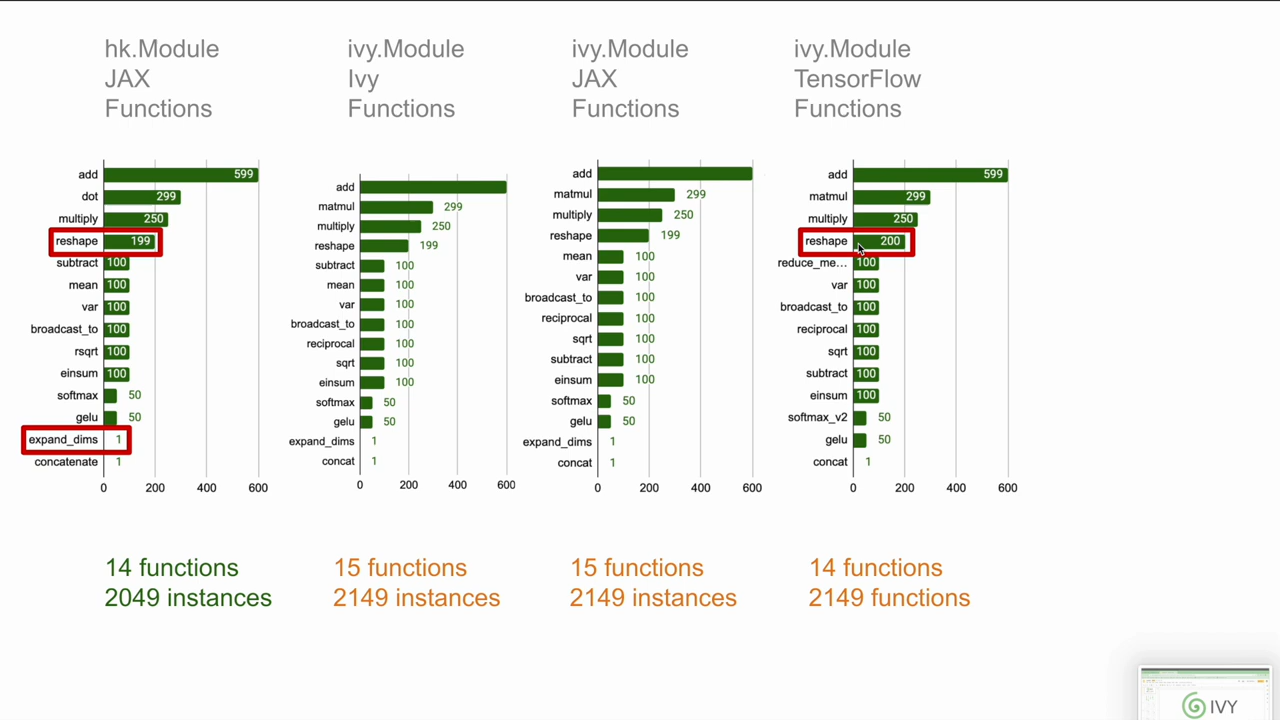 hk.Module
JAX
Functions
ivy.Module
Ivy
Functions
ivy.Module
JAX
Functions
ivy.Module
TensorFlow
Functions
add 599
dot 299
multiply 250
reshape 199
subtract 100
mean 100
var 100
broadcast_to 100
rsqrt 100
einsum 100
softmax 50
gelu 50
expand_dims 1
concatenate 1
0 200 400 600
add
matmul 299
multiply 250
reshape 199
subtract 100
mean 100
var 100
broadcast_to 100
reciprocal 100
sqrt 100
einsum 100
softmax 50
gelu 50
expand_dims 1
concat 1
0 200 400 600
add
matmul 299
multiply 250
reshape 199
mean 100
var 100
broadcast_to 100
reciprocal 100
sqrt 100
subtract 100
einsum 100
softmax 50
gelu 50
expand_dims 1
concat 1
0 200 400 600
add 599
matmul 299
multiply 250
reshape 200
reduce_me... 100
var 100
broadcast_to 100
reciprocal 100
sqrt 100
subtract 100
einsum 100
softmax_v2 50
gelu 50
concat 1
0 200 400 600
14 functions
2049 instances
15 functions
2149 instances
15 functions
2149 instances
14 functions
2149 functions
IVY